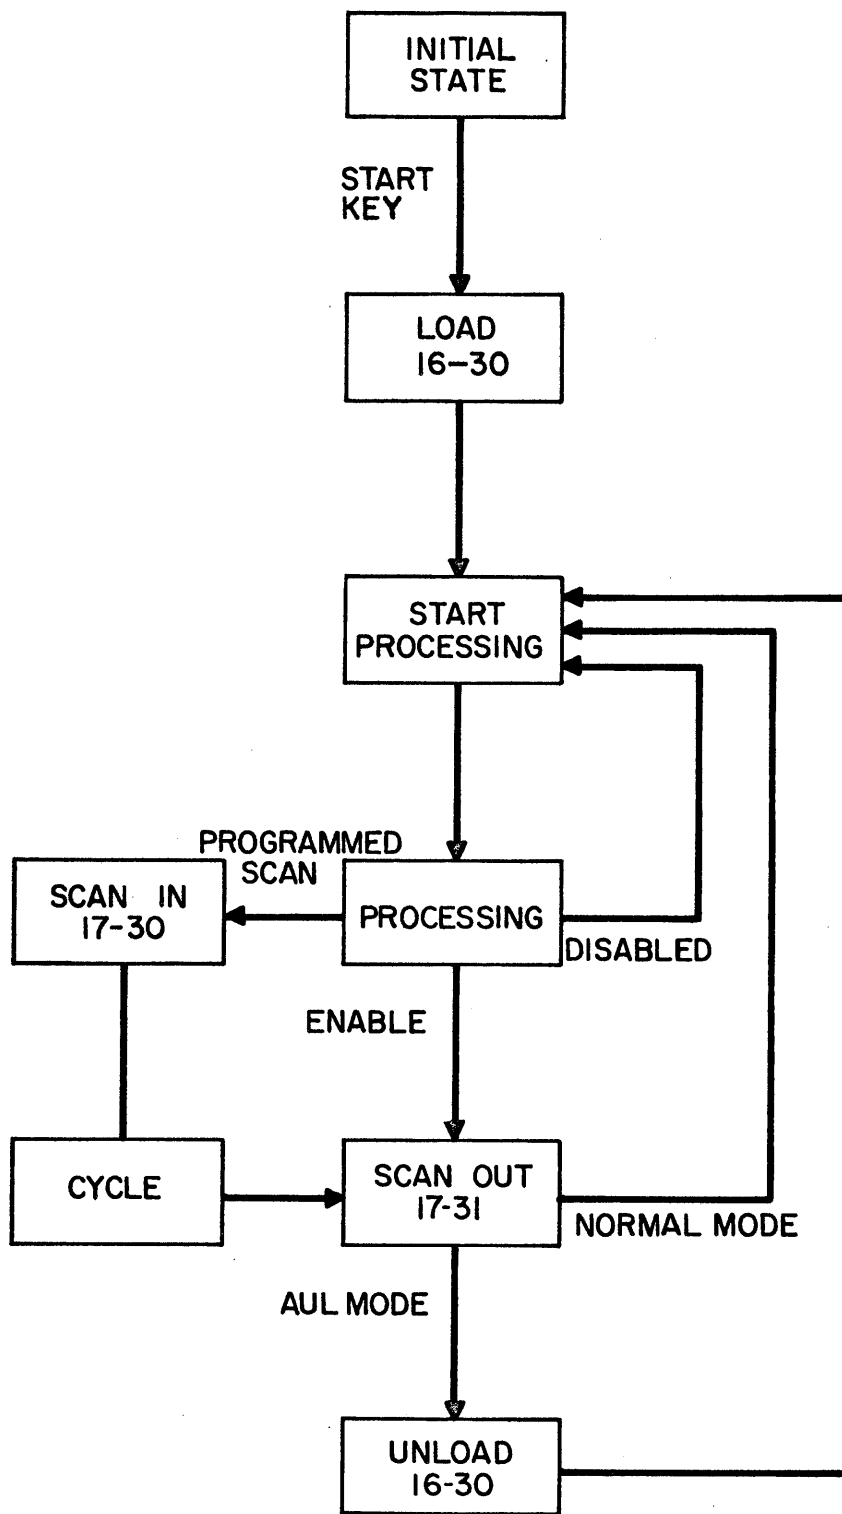 INITIAL
STATE
START
KEY
LOAD
16-30
START
PROCESSING
PROGRAMMED
SCAN
SCAN IN
17-30
PROCESSING
DISABLED
ENABLE
CYCLE
SCAN OUT
17-31
NORMAL MODE
AUL MODE
UNLOAD
16-30